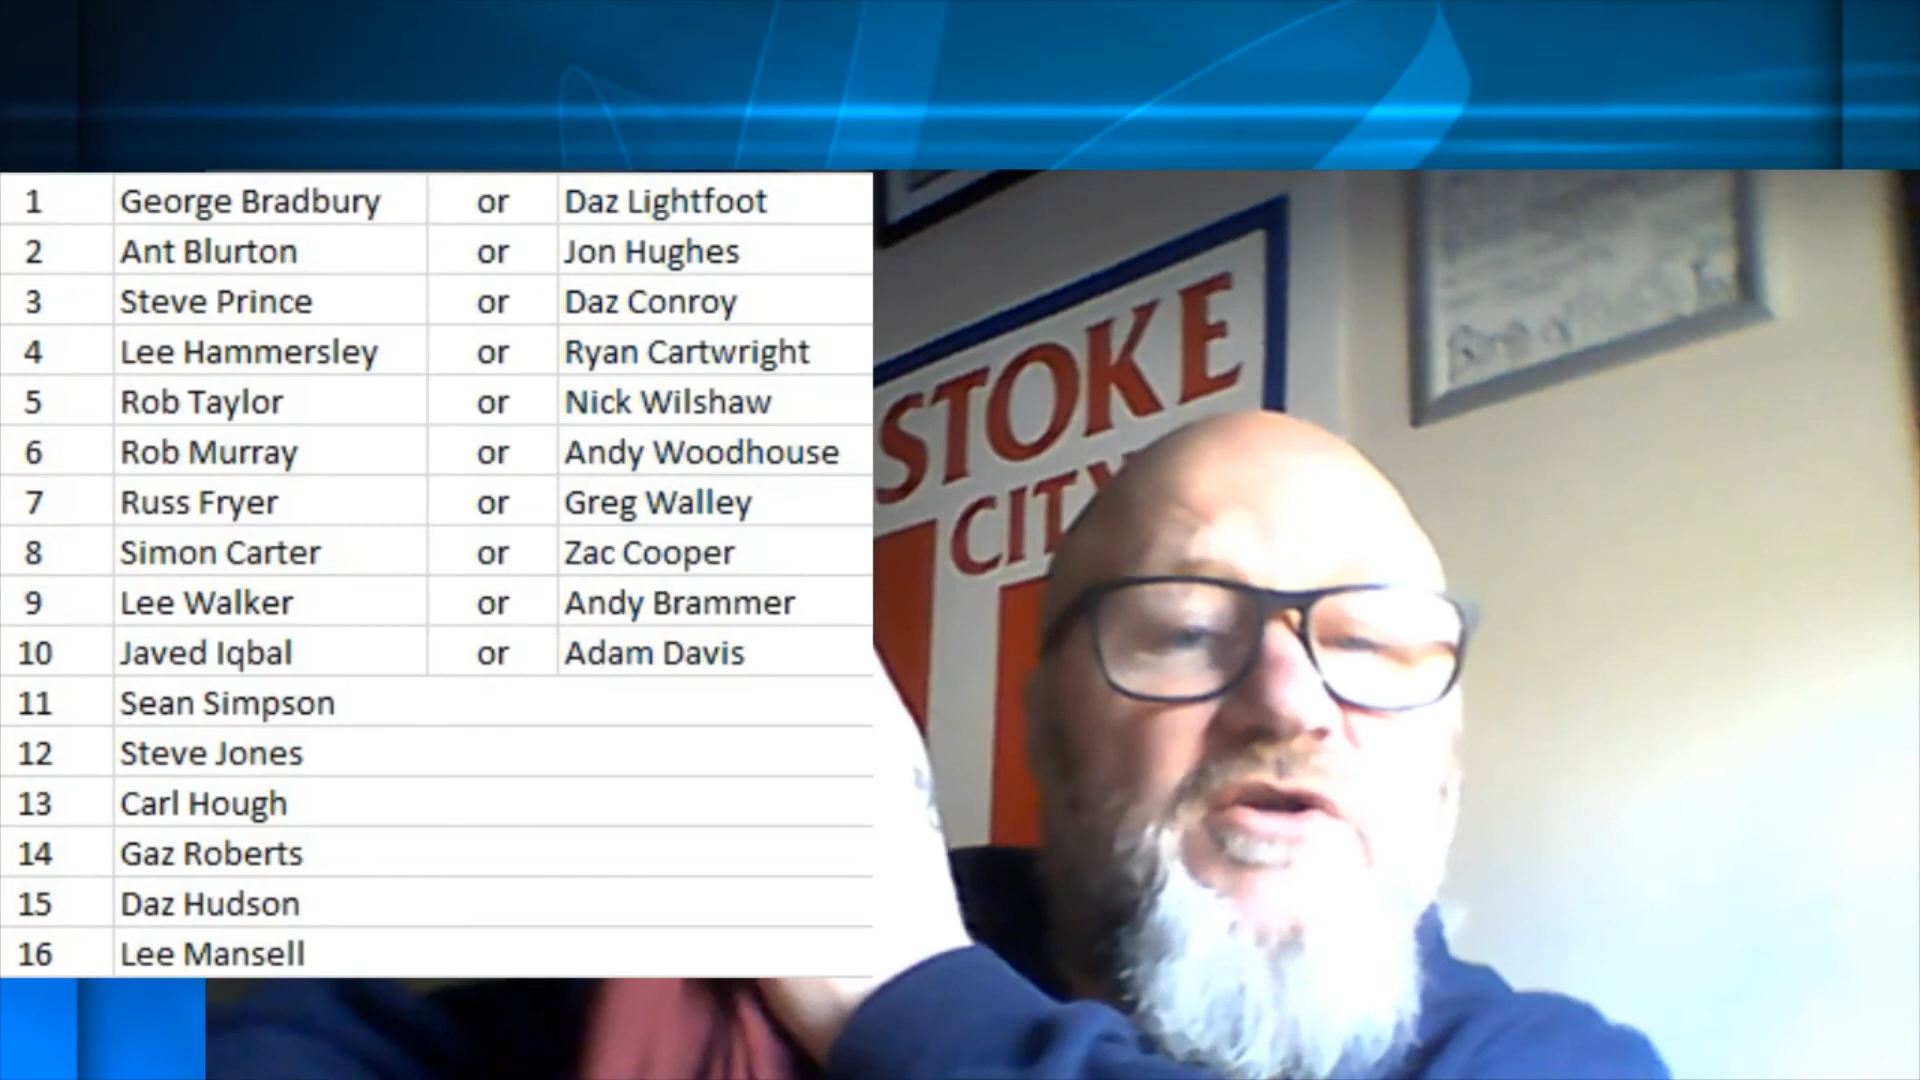 1 George Bradbury or Daz Lightfoot
2 Ant Blurton or Jon Hughes
3 Steve Prince or Daz Conroy
4 Lee Hammersley or Ryan Cartwright
5 Rob Taylor or Nick Wilshaw
6 Rob Murray or Andy Woodhouse
7 Russ Fryer or Greg Walley
8 Simon Carter or Zac Cooper
9 Lee Walker or Andy Brammer
10 Javed Iqbal or Adam Davis
11 Sean Simpson
12 Steve Jones
13 Carl Hough
14 Gaz Roberts
15 Daz Hudson
16 Lee Mansell
STOKE
CITY